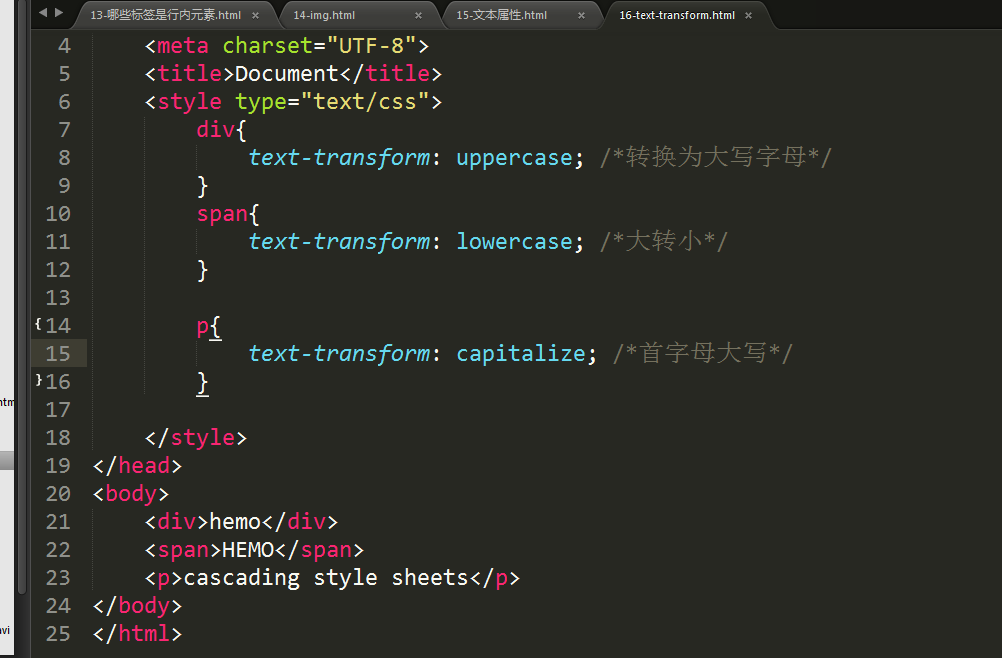 13-哪些标签是行内元素.html × 14-img.html × 15-文本属性.html × 16-text-transform.html ×
4 <meta charset="UTF-8">
5 <title>Document</title>
6 <style type="text/css">
7 div{
8 text-transform: uppercase; /*转换为大写字母*/
9 }
10 span{
11 text-transform: lowercase; /*大转小*/
12 }
13
{14 p{
15 text-transform: capitalize; /*首字母大写*/
}16 }
17
18 </style>
19 </head>
20 <body>
21 <div>hemo</div>
22 <span>HEMO</span>
23 <p>cascading style sheets</p>
24 </body>
25 </html>